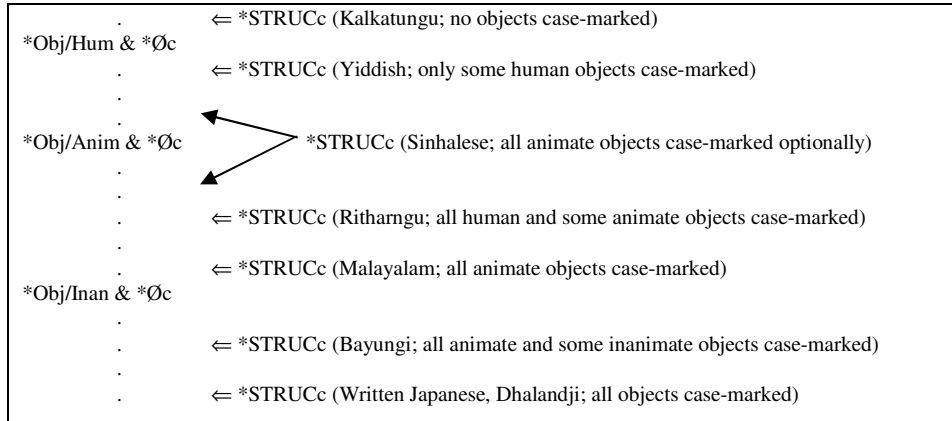 . ⇐ *STRUCc (Kalkatungu; no objects case-marked)
*Obj/Hum & *Øc
. ⇐ *STRUCc (Yiddish; only some human objects case-marked)
.
.
*Obj/Anim & *Øc *STRUCc (Sinhalese; all animate objects case-marked optionally)
.
.
. ⇐ *STRUCc (Ritharngu; all human and some animate objects case-marked)
.
. ⇐ *STRUCc (Malayalam; all animate objects case-marked)
*Obj/Inan & *Øc
.
. ⇐ *STRUCc (Bayungi; all animate and some inanimate objects case-marked)
.
. ⇐ *STRUCc (Written Japanese, Dhalandji; all objects case-marked)